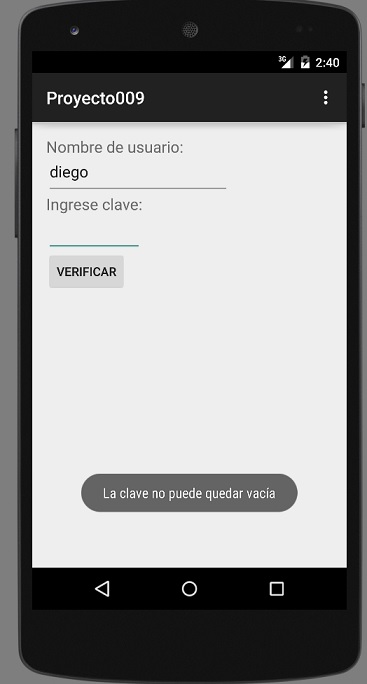 3G 2:40
Proyecto009
Nombre de usuario:
diego
Ingrese clave:
VERIFICAR
La clave no puede quedar vacía